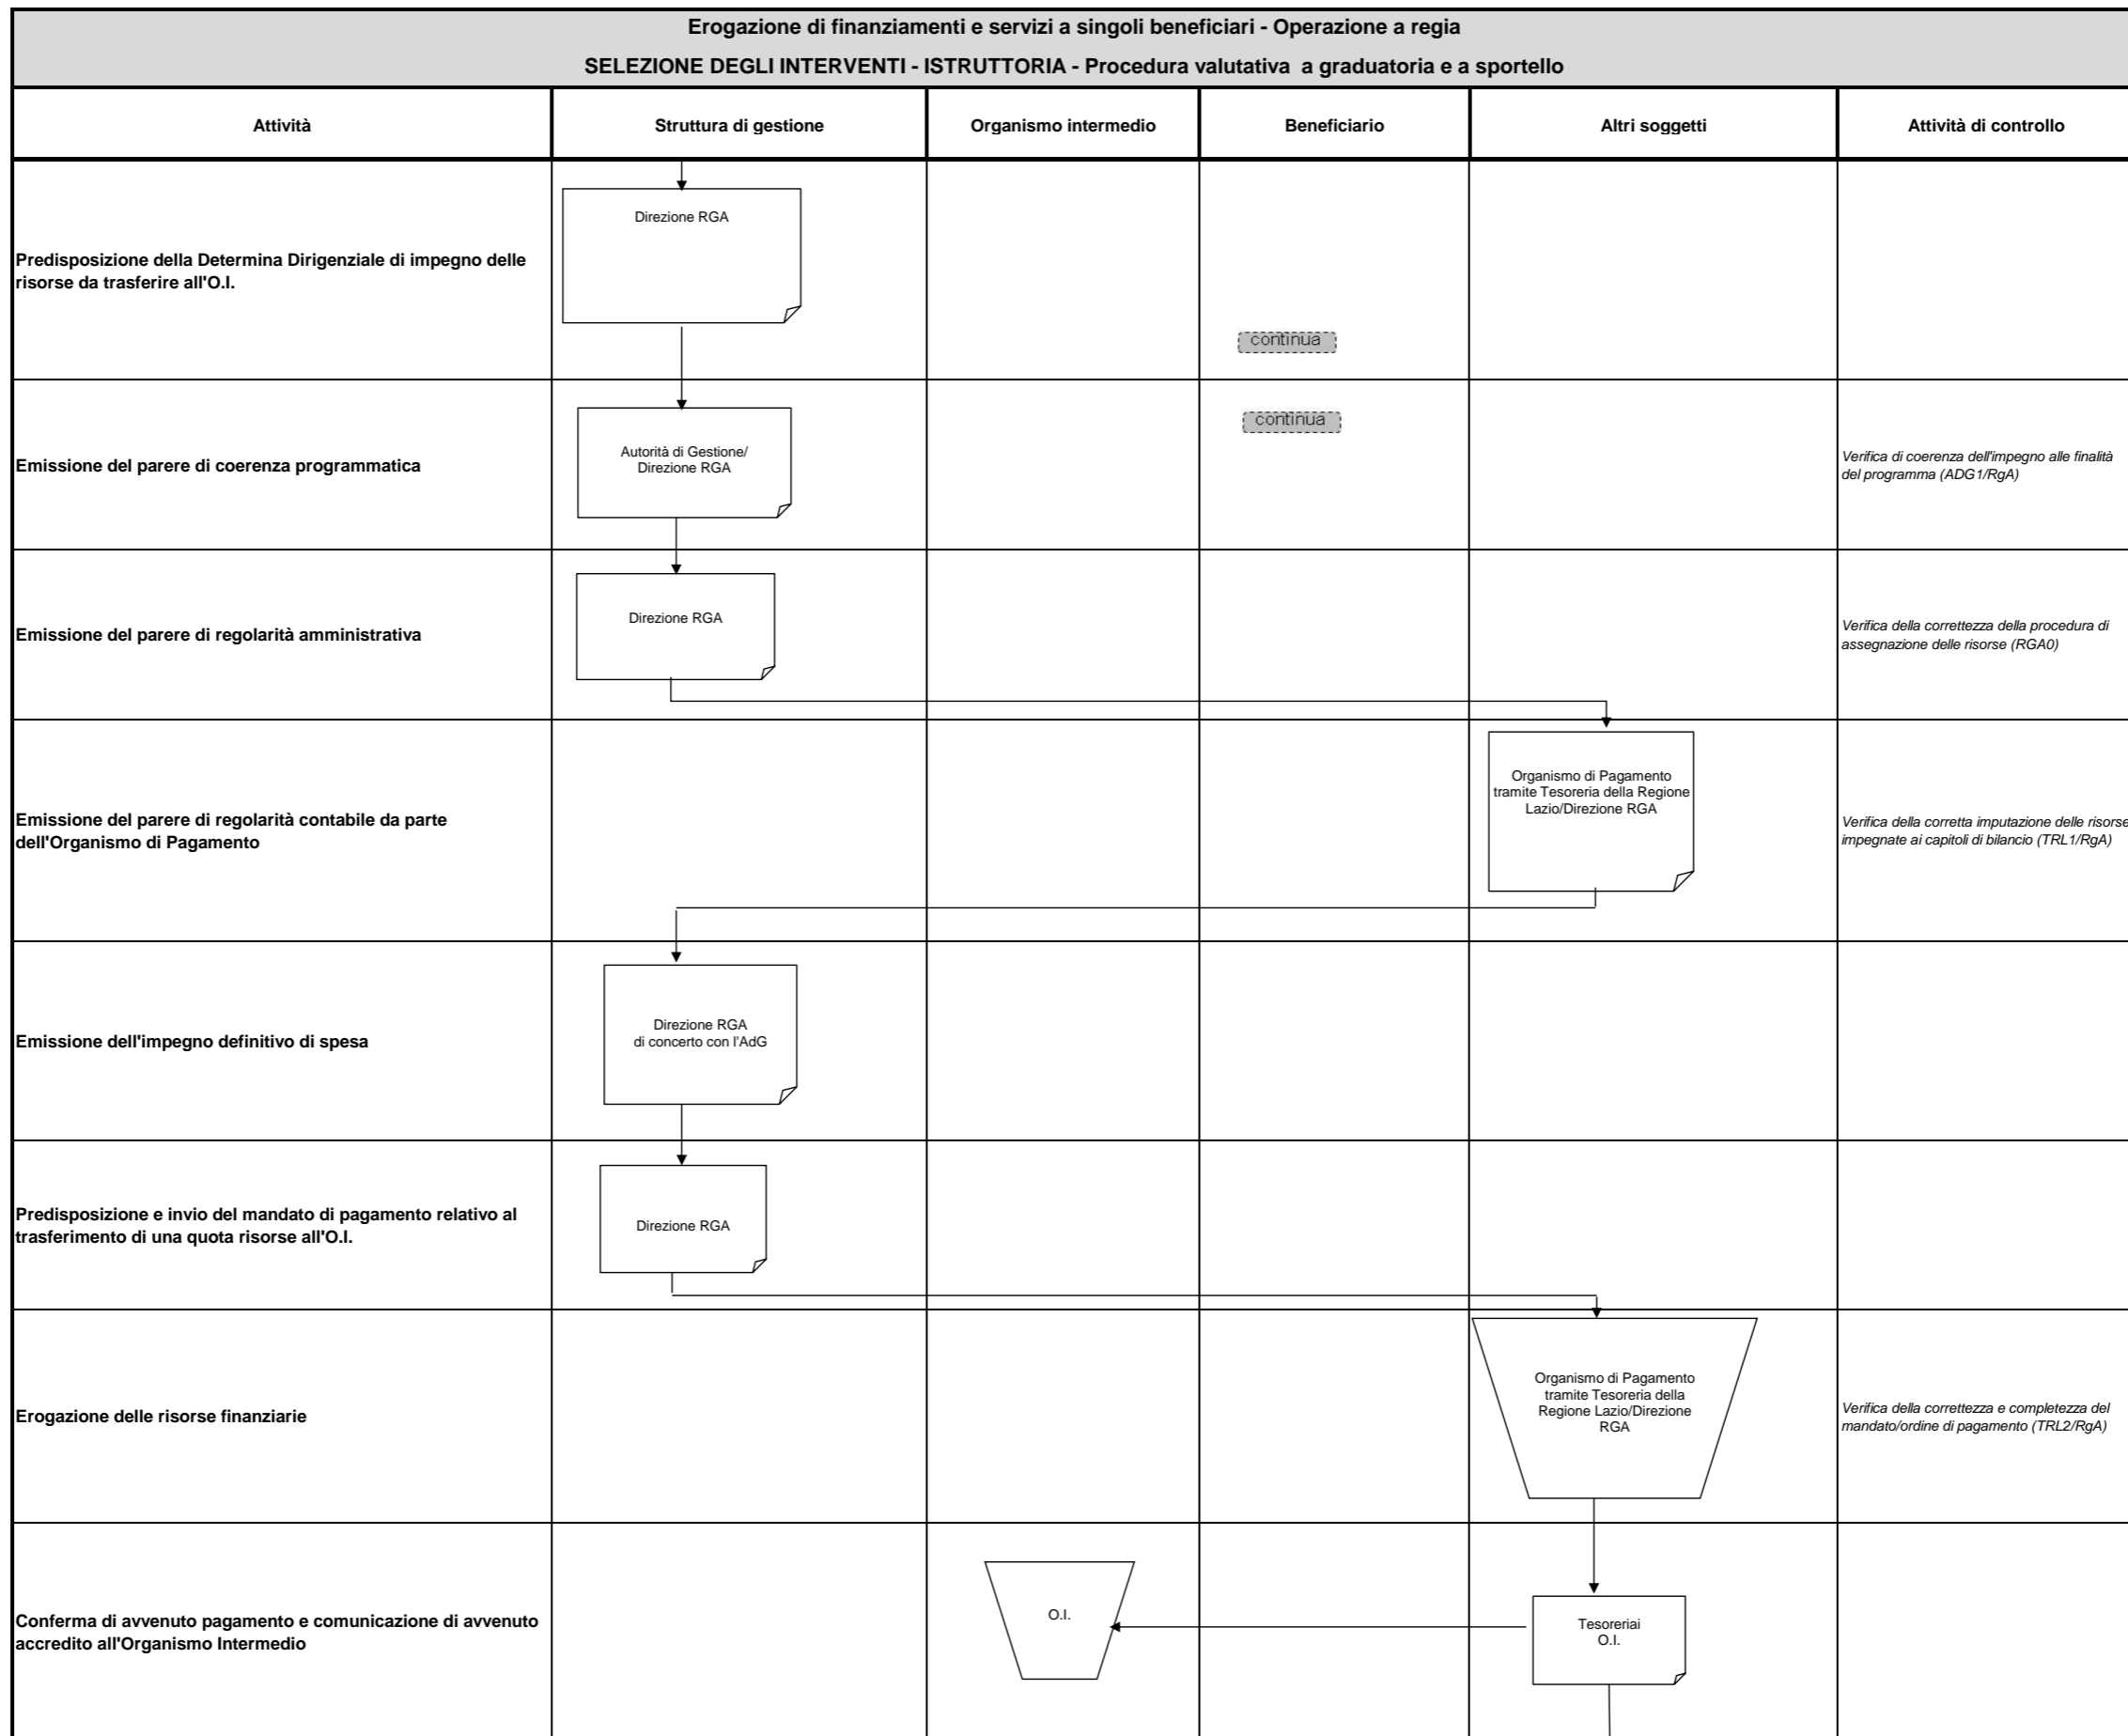 Erogazione di finanziamenti e servizi a singoli beneficiari - Operazione a regia
SELEZIONE DEGLI INTERVENTI - ISTRUTTORIA - Procedura valutativa a graduatoria e a sportello
Attività
Struttura di gestione
Organismo intermedio
Beneficiario
Altri soggetti
Attività di controllo
Predisposizione della Determina Dirigenziale di impegno delle
risorse da trasferire all'O.I.
Direzione RGA
continua
Emissione del parere di coerenza programmatica
Autorità di Gestione/
Direzione RGA
continua
Verifica di coerenza dell'impegno alle finalità
del programma (ADG1/RgA)
Emissione del parere di regolarità amministrativa
Direzione RGA
Verifica della correttezza della procedura di
assegnazione delle risorse (RGA0)
Emissione del parere di regolarità contabile da parte
dell'Organismo di Pagamento
Organismo di Pagamento
tramite Tesoreria della Regione
Lazio/Direzione RGA
Verifica della corretta imputazione delle risorse
impegnate ai capitoli di bilancio (TRL1/RgA)
Emissione dell'impegno definitivo di spesa
Direzione RGA
di concerto con l'AdG
Predisposizione e invio del mandato di pagamento relativo al
trasferimento di una quota risorse all'O.I.
Direzione RGA
Erogazione delle risorse finanziarie
Organismo di Pagamento
tramite Tesoreria della
Regione Lazio/Direzione
RGA
Verifica della correttezza e completezza del
mandato/ordine di pagamento (TRL2/RgA)
Conferma di avvenuto pagamento e comunicazione di avvenuto
accredito all'Organismo Intermedio
O.I.
Tesoreriai
O.I.